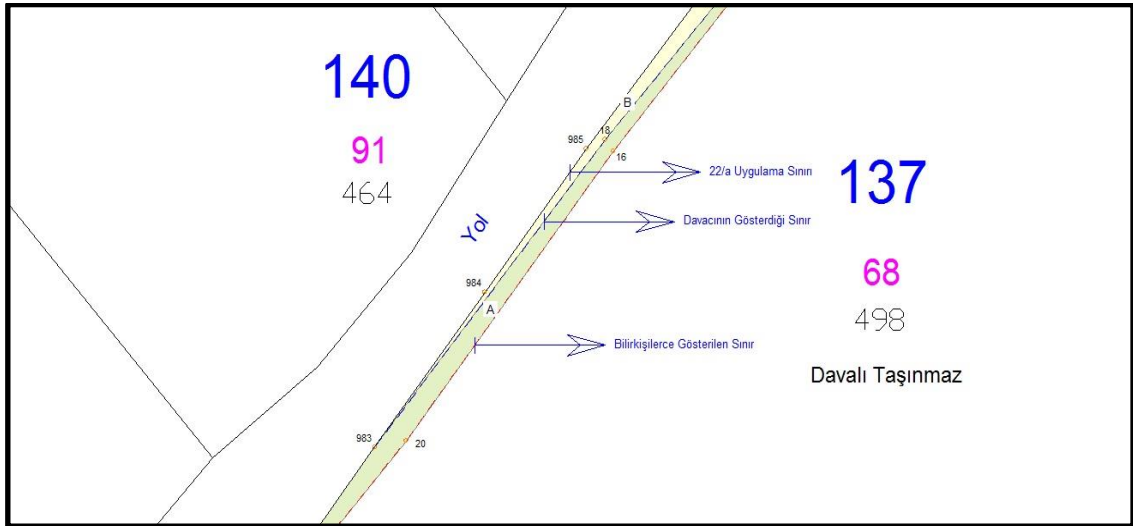 140
91
464
Yol
B
985
18
16
22/a Uygulama Sınırı
Davacının Gösterdiği Sınır
984
A
Bilirkişilerce Gösterilen Sınır
983
20
137
68
498
Davalı Taşınmaz